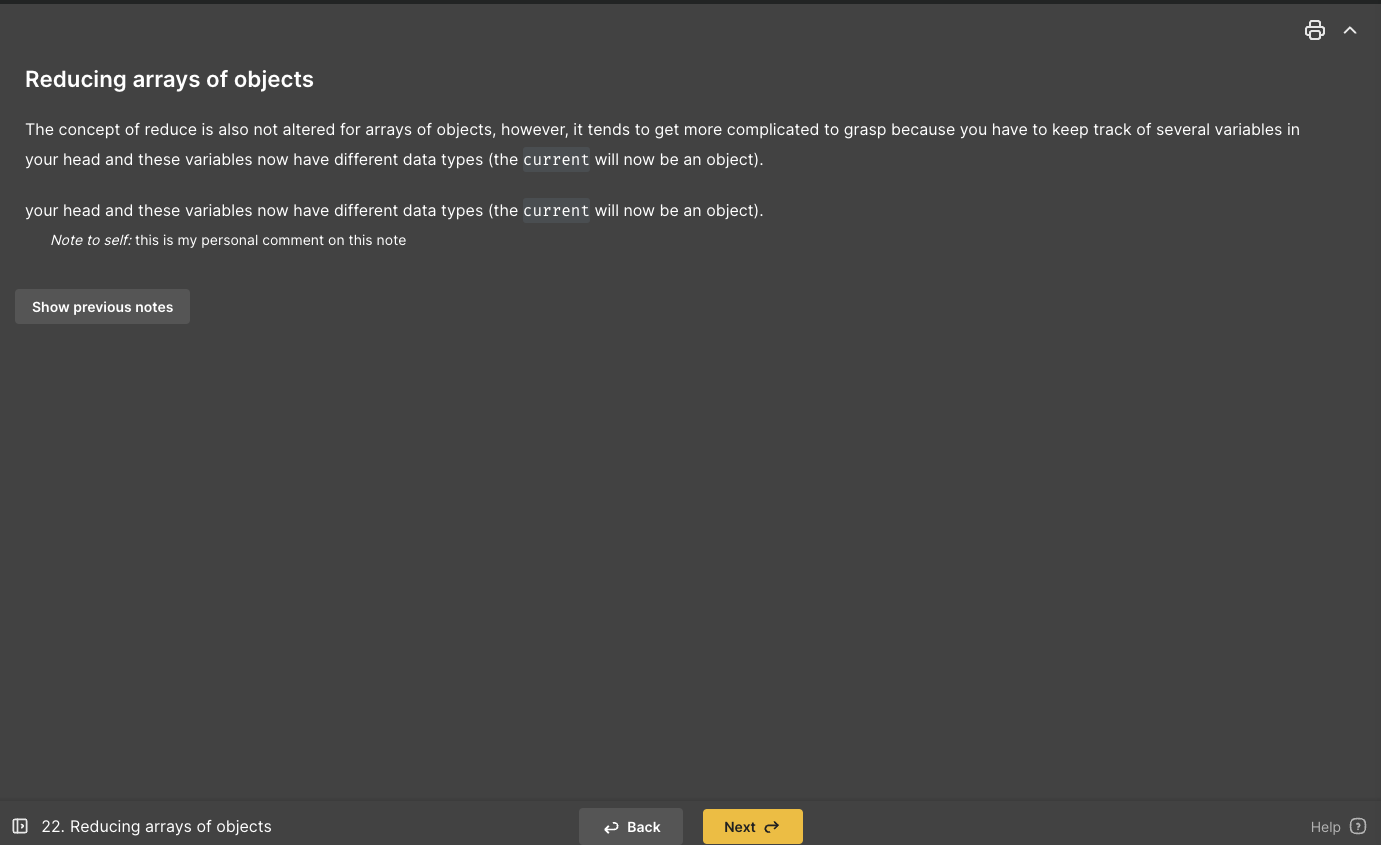 Reducing arrays of objects
The concept of reduce is also not altered for arrays of objects, however, it tends to get more complicated to grasp because you have to keep track of several variables in
your head and these variables now have different data types (the current will now be an object).
your head and these variables now have different data types (the current will now be an object).
Note to self: this is my personal comment on this note
Show previous notes
22. Reducing arrays of objects
Back
Next
Help